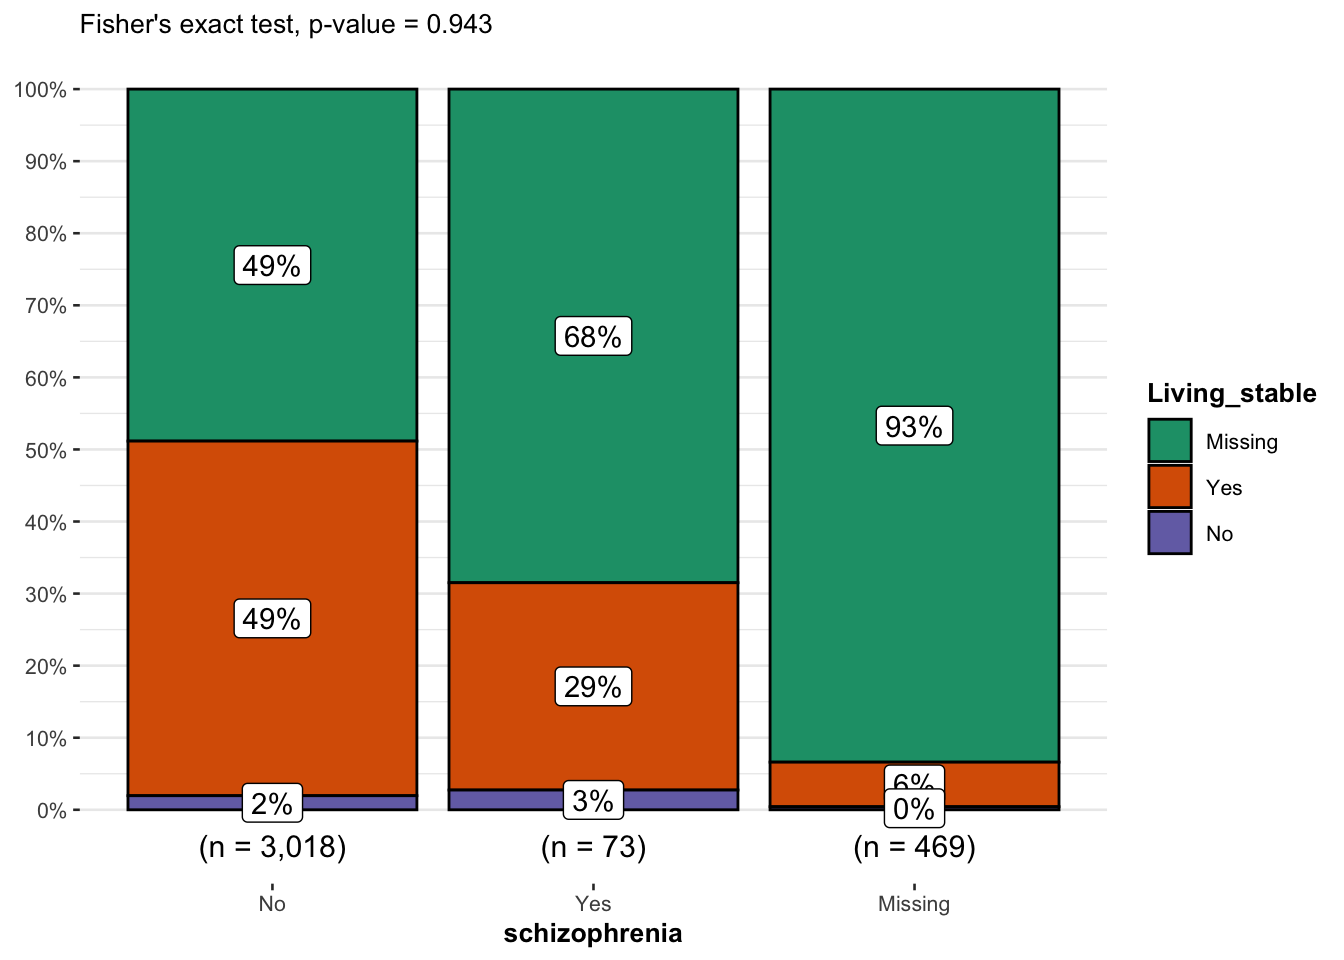 Fisher's exact test, p-value = 0.943
100%
90%
80%
70%
60%
50%
40%
30%
20%
10%
0%
49%
49%
2%
68%
29%
3%
93%
6%
0%
(n = 3,018)
(n = 73)
(n = 469)
No
Yes
Missing
schizophrenia
Living_stable
Missing
Yes
No